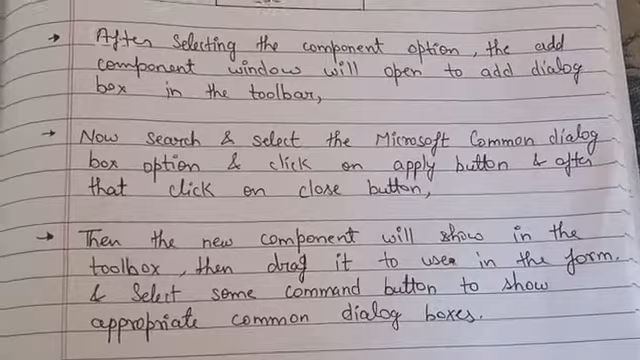 → After selecting the component option, the add
component window will open to add dialog
box in the toolbar,
→ Now search & select the Microsoft Common dialog
box option & click on apply button & after
that click on close button,
→ Then the new component will show in the
toolbox, then drag it to use in the form.
& Select some command button to show
appropriate common dialog boxes.